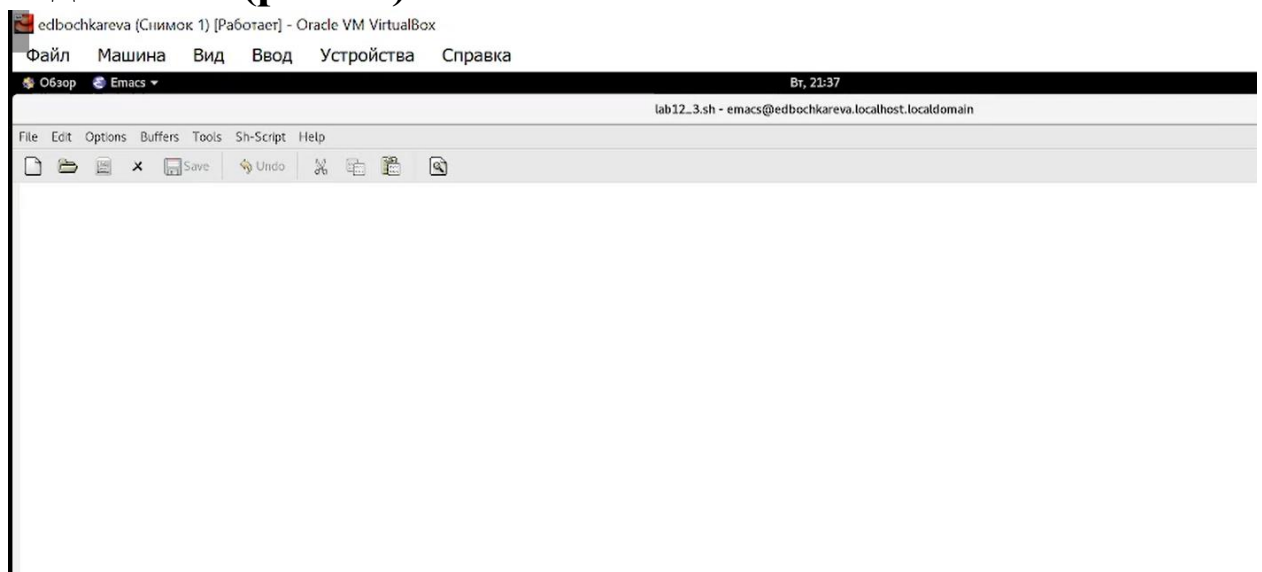 edbochkareva (Снимок 1) [Работает] - Oracle VM VirtualBox
Файл Машина Вид Ввод Устройства Справка
Обзор Emacs Вт, 21:37
lab12_3.sh - emacs@edbochkareva.localhost.localdomain
File Edit Options Buffers Tools Sh-Script Help
Save Undo